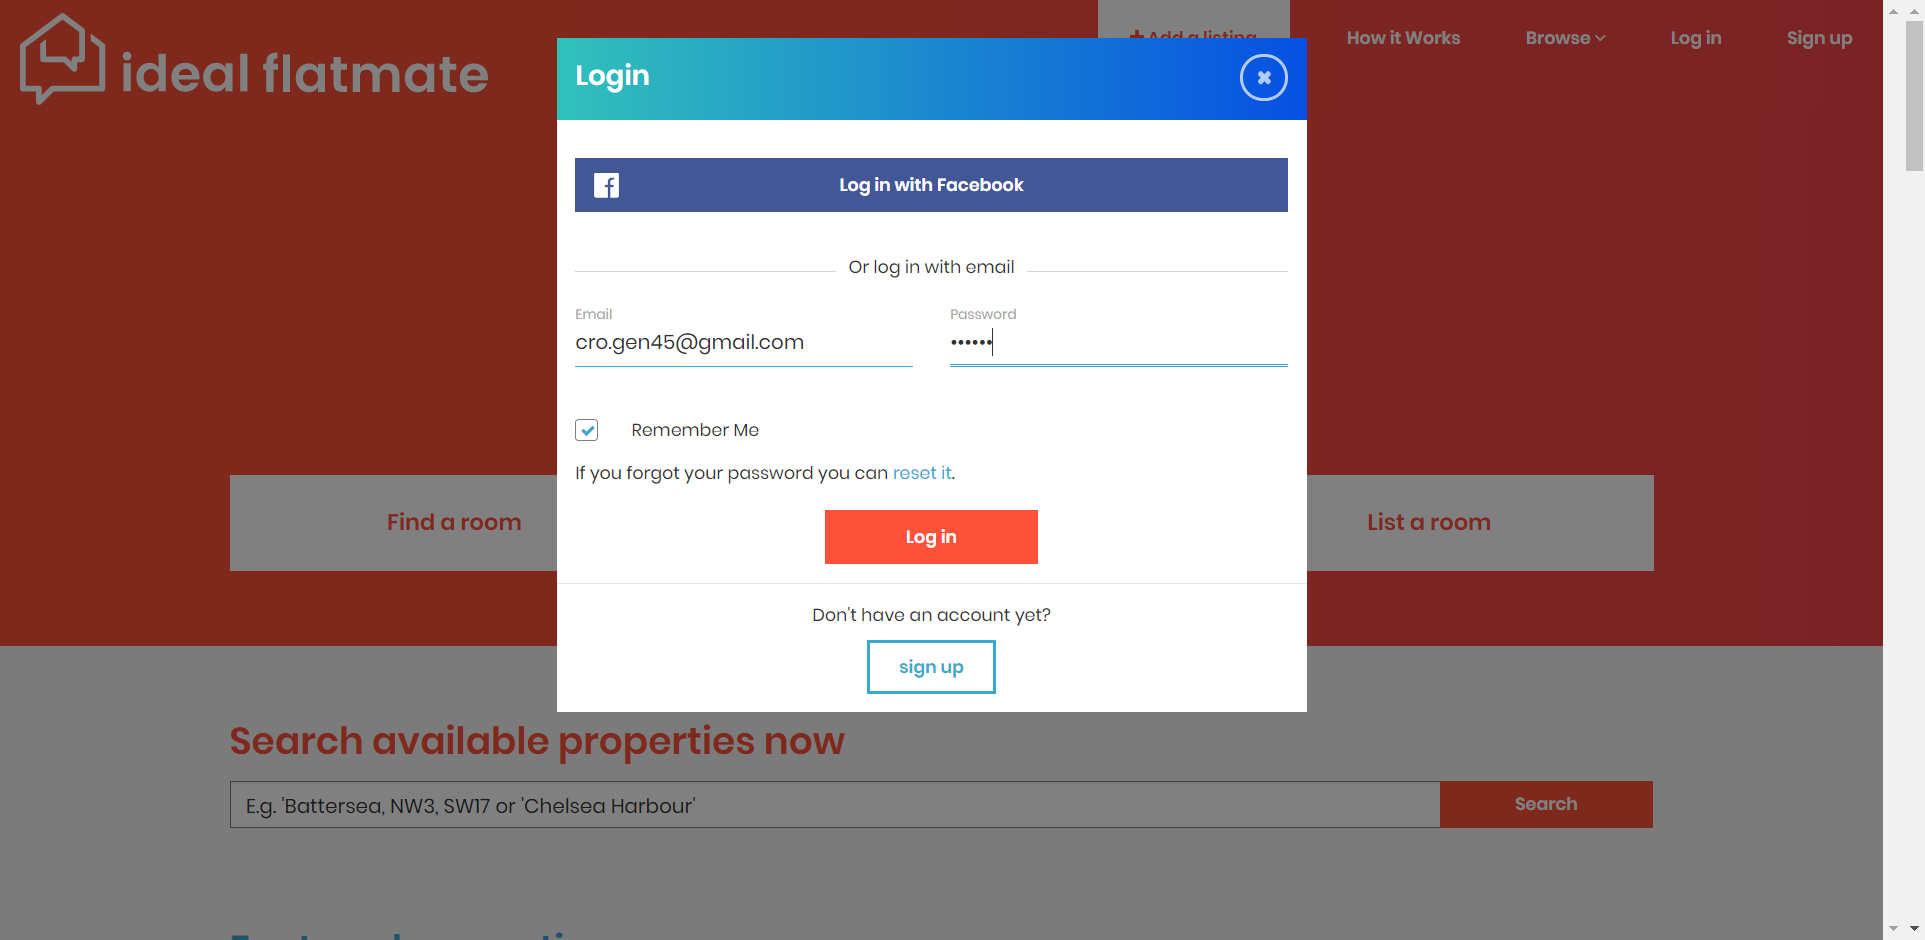 ideal flatmate
Add a listing
How it Works
Browse
Log in
Sign up
Login
Log in with Facebook
Or log in with email
Email
Password
cro.gen45@gmail.com
••••••
Remember Me
If you forgot your password you can reset it.
Log in
Don't have an account yet?
sign up
Find a room
List a room
Search available properties now
E.g. 'Battersea, NW3, SW17 or 'Chelsea Harbour'
Search